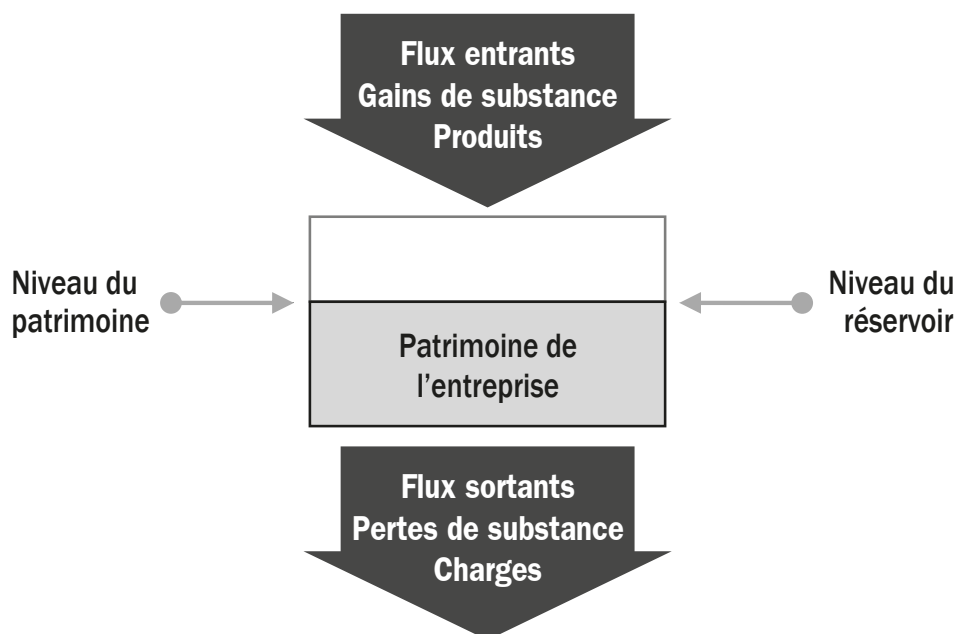 Flux entrants
Gains de substance
Produits
Niveau du
patrimoine
Niveau du
réservoir
Patrimoine de
l’entreprise
Flux sortants
Pertes de substance
Charges